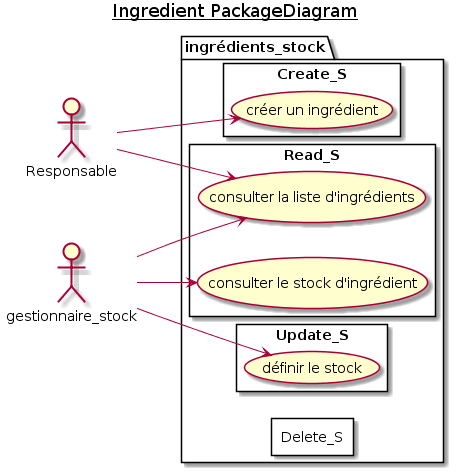 Ingredient PackageDiagram
ingrédients_stock
Create_S
créer un ingrédient
Responsable
Read_S
consulter la liste d'ingrédients
consulter le stock d'ingrédient
gestionnaire_stock
Update_S
définir le stock
Delete_S